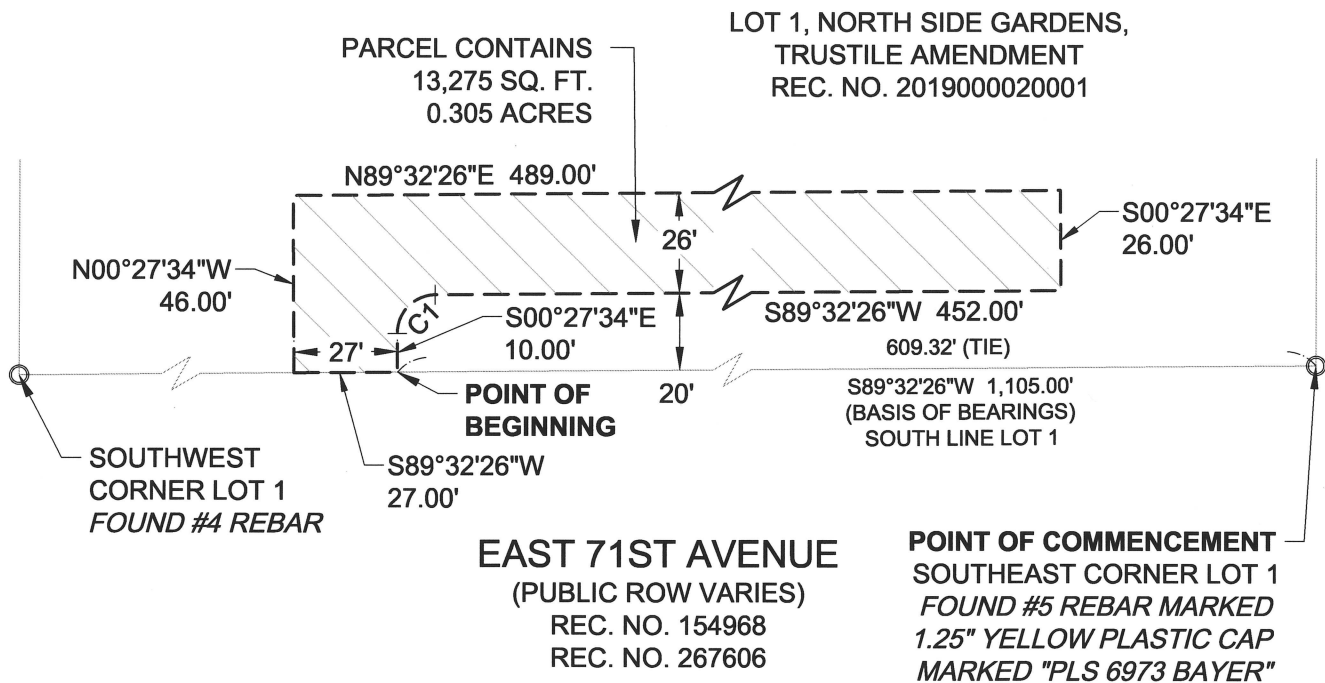 LOT 1, NORTH SIDE GARDENS,
TRUSTILE AMENDMENT
REC. NO. 2019000020001
PARCEL CONTAINS
13,275 SQ. FT.
0.305 ACRES
N89°32'26"E 489.00'
S00°27'34"E
26.00'
26'
N00°27'34"W
46.00'
C1
S00°27'34"E
10.00'
S89°32'26"W 452.00'
27'
609.32' (TIE)
20'
S89°32'26"W 1,105.00'
(BASIS OF BEARINGS)
SOUTH LINE LOT 1
POINT OF
BEGINNING
SOUTHWEST
CORNER LOT 1
FOUND #4 REBAR
S89°32'26"W
27.00'
EAST 71ST AVENUE
(PUBLIC ROW VARIES)
REC. NO. 154968
REC. NO. 267606
POINT OF COMMENCEMENT
SOUTHEAST CORNER LOT 1
FOUND #5 REBAR MARKED
1.25" YELLOW PLASTIC CAP
MARKED "PLS 6973 BAYER"